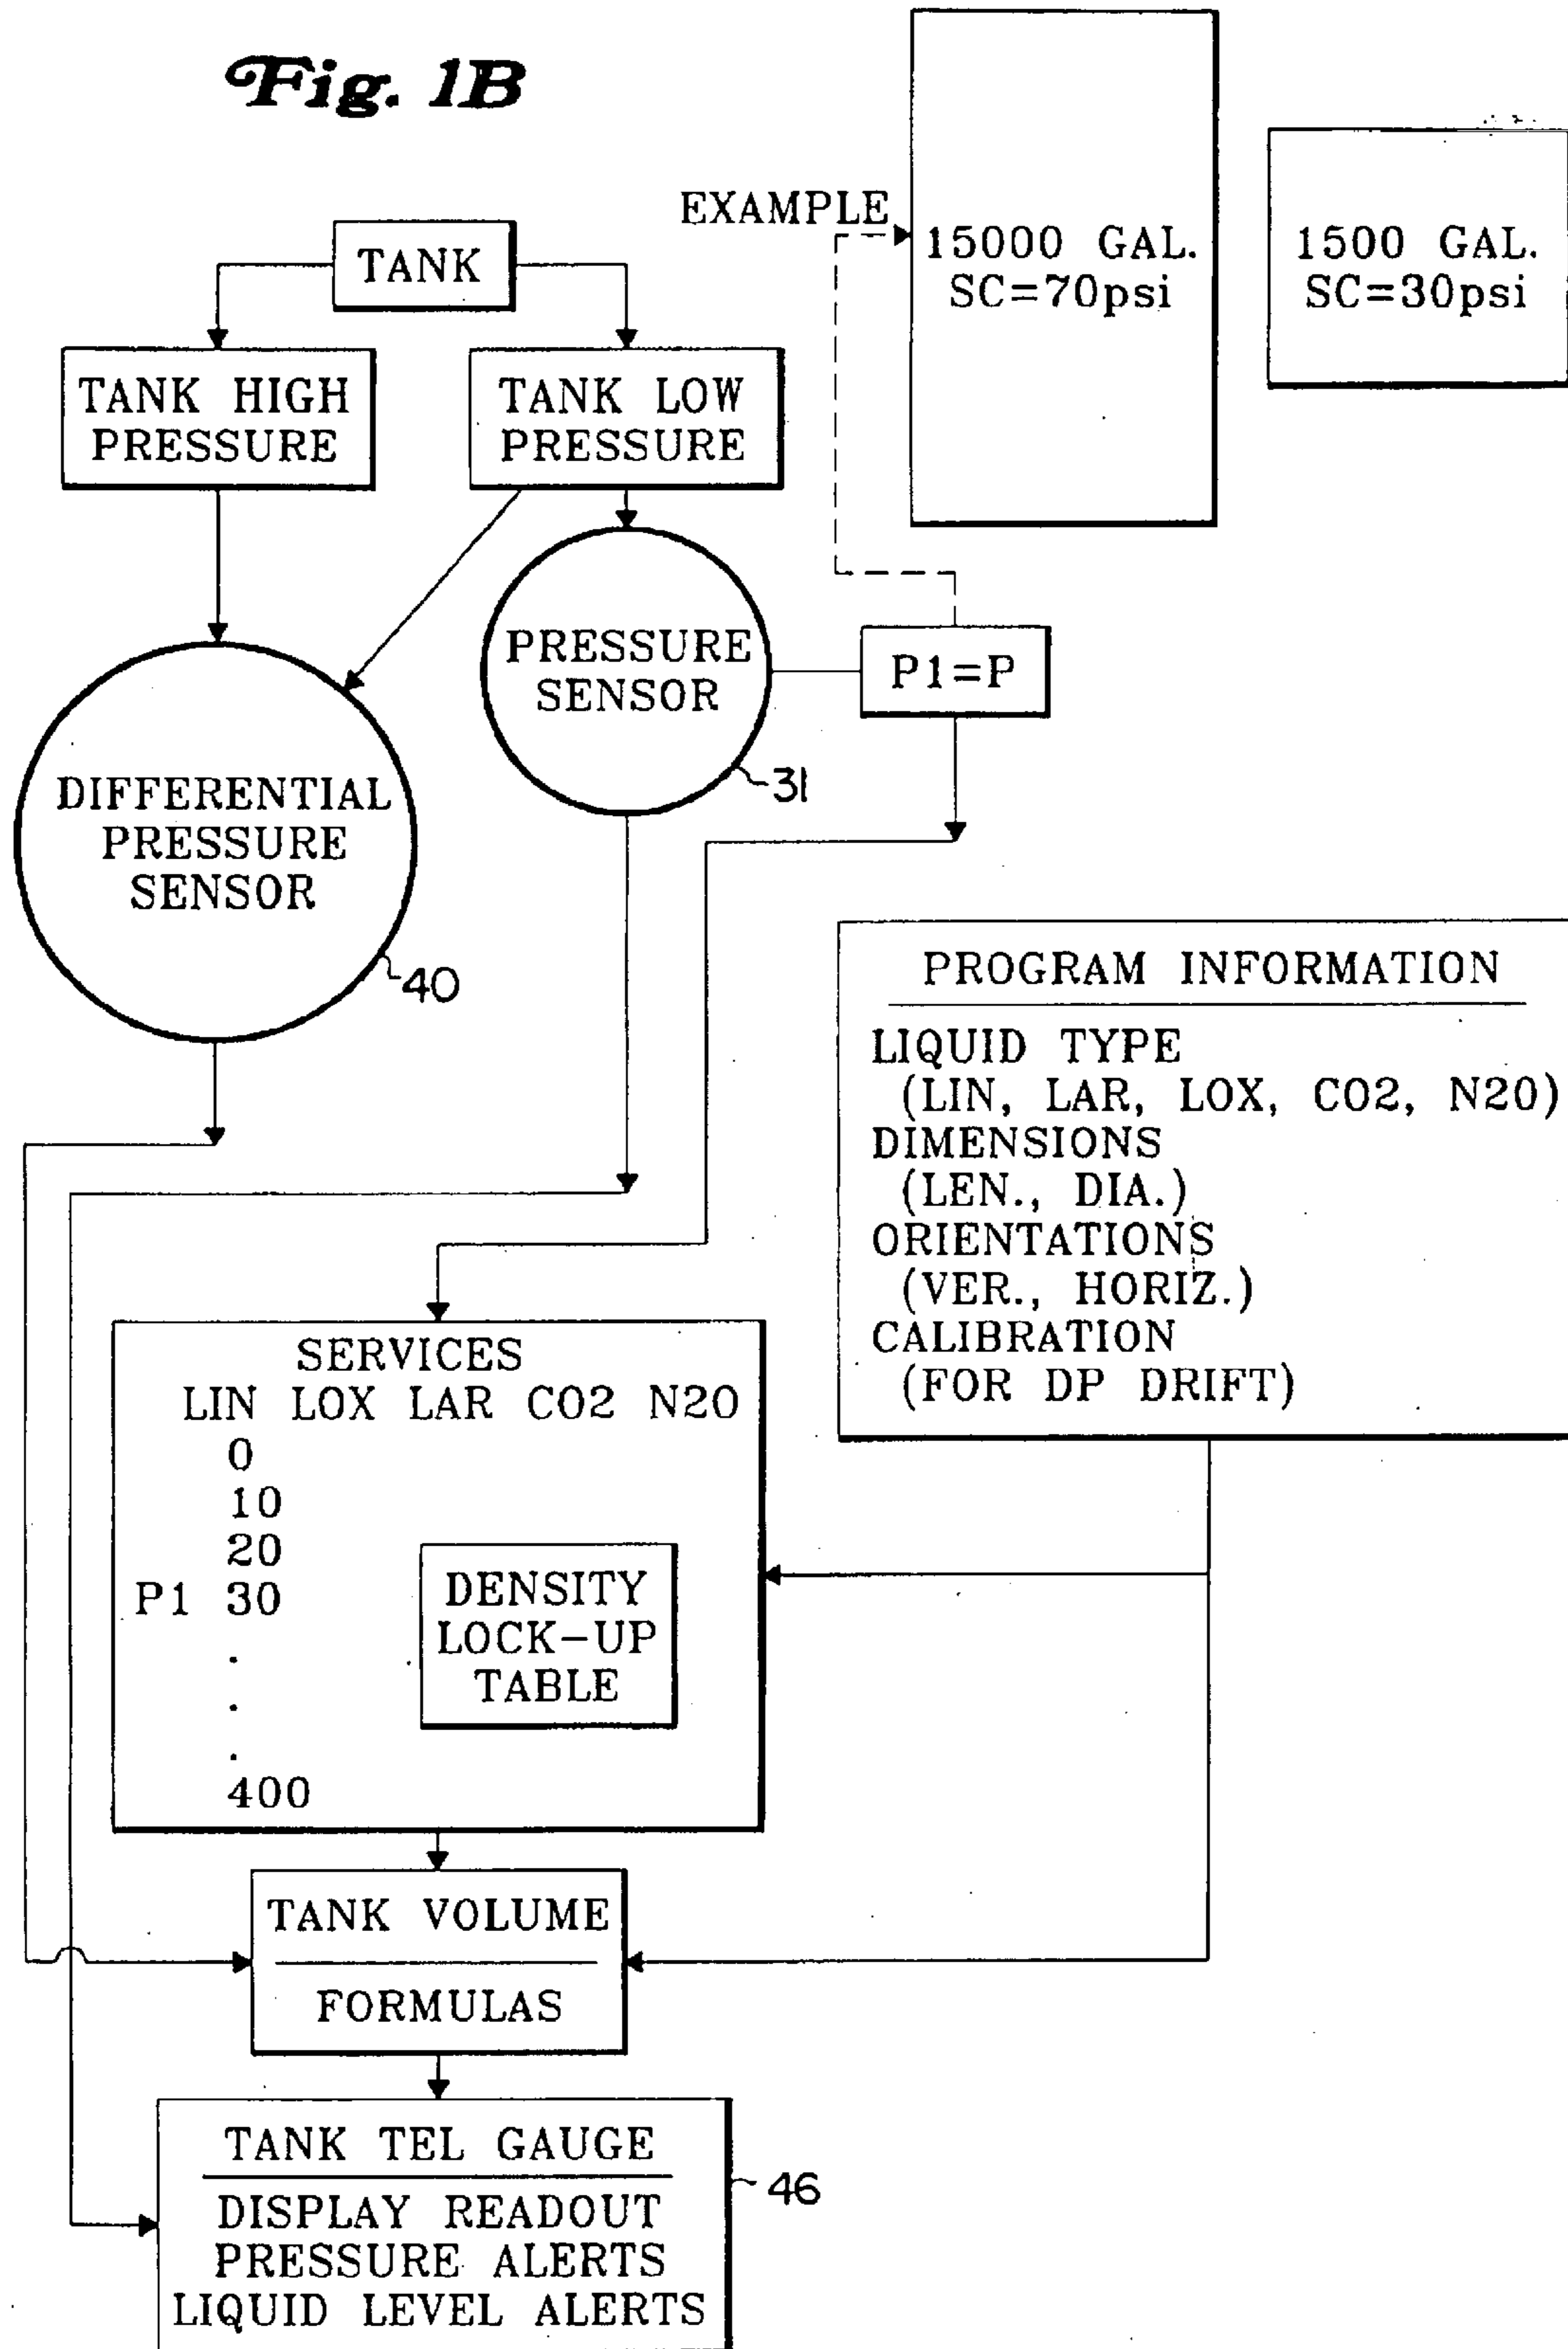 Fig. 1B
TANK
EXAMPLE
15000 GAL.
SC=70psi
1500 GAL.
SC=30psi
TANK HIGH
PRESSURE
TANK LOW
PRESSURE
PRESSURE
SENSOR
31
P1=P
DIFFERENTIAL
PRESSURE
SENSOR
40
PROGRAM INFORMATION
LIQUID TYPE
(LIN, LAR, LOX, CO2, N20)
DIMENSIONS
(LEN., DIA.)
ORIENTATIONS
(VER., HORIZ.)
CALIBRATION
(FOR DP DRIFT)
SERVICES
LIN LOX LAR CO2 N20
0
10
20
P1 30
.
.
.
400
DENSITY
LOCK-UP
TABLE
TANK VOLUME
FORMULAS
TANK TEL GAUGE
46
DISPLAY READOUT
PRESSURE ALERTS
LIQUID LEVEL ALERTS